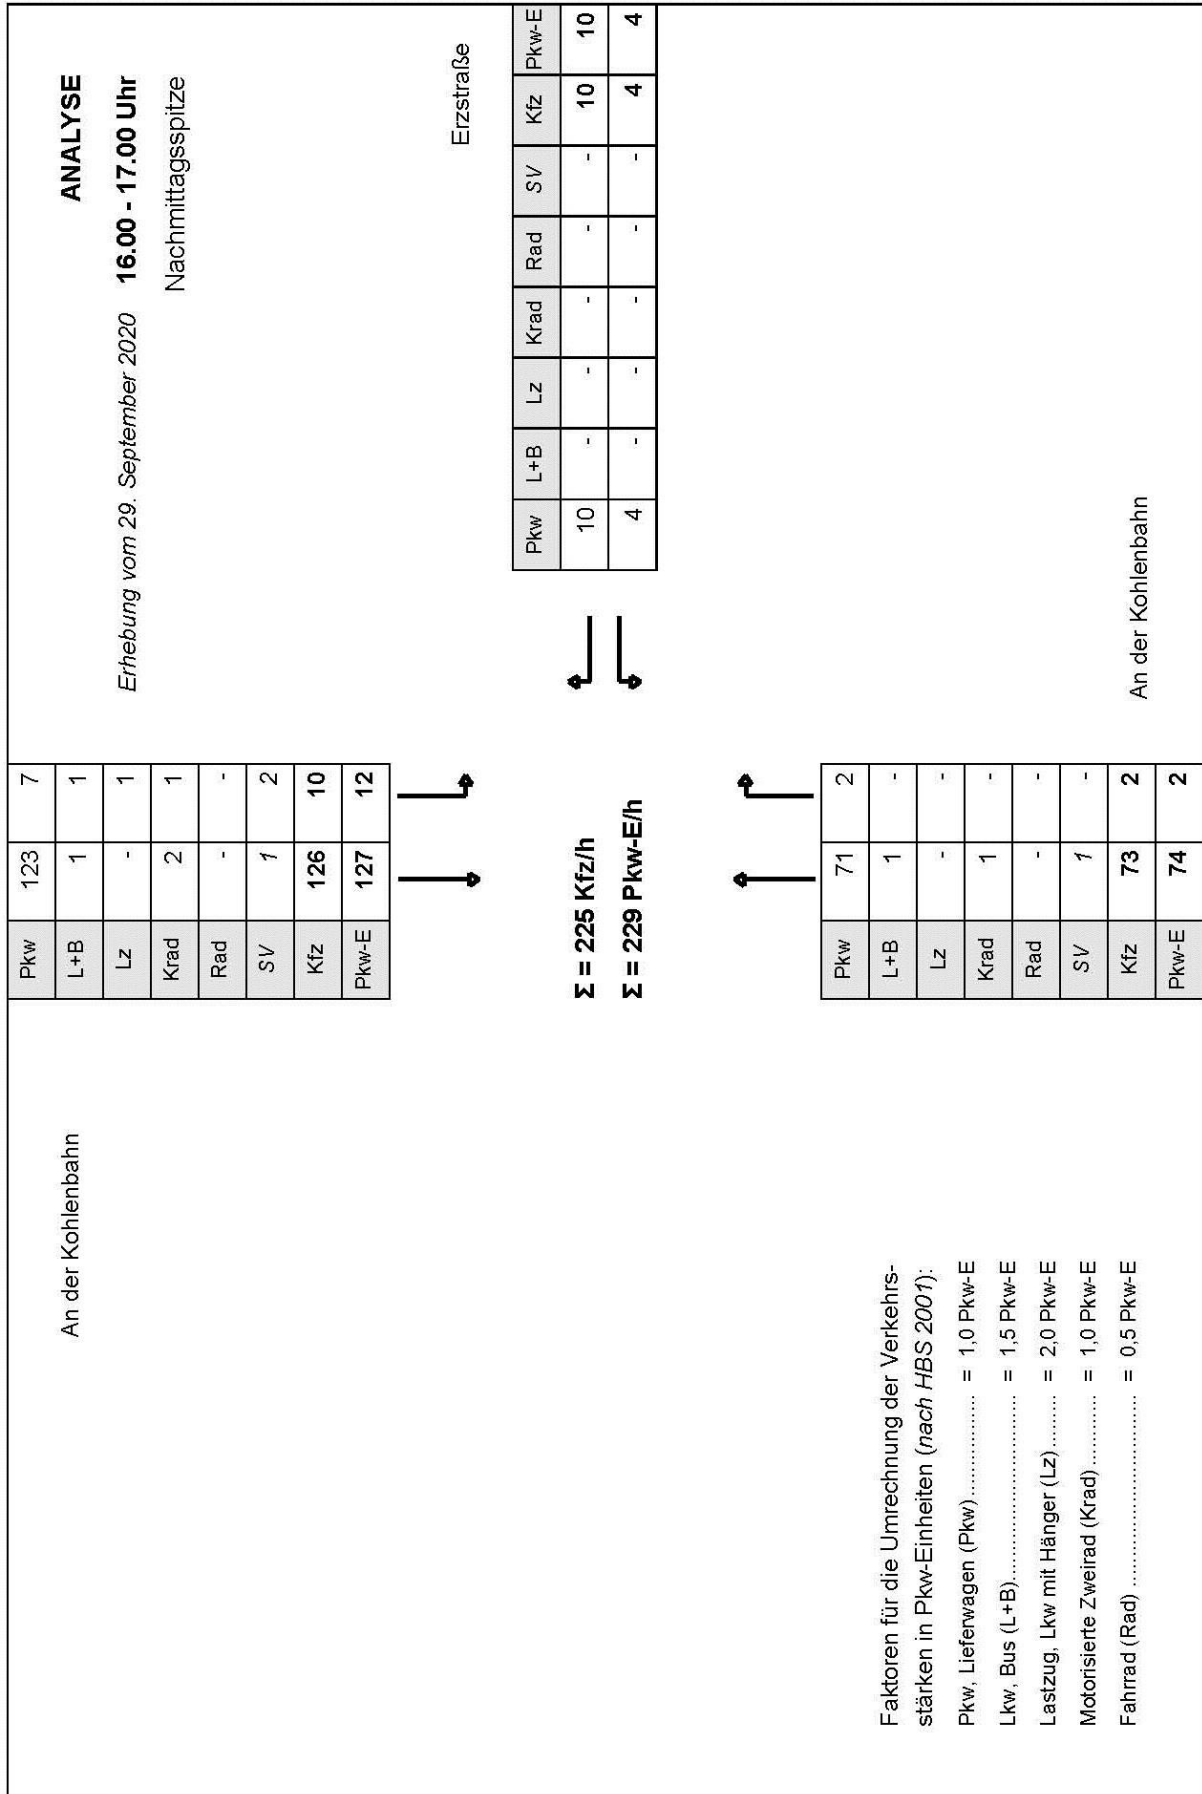 An der Kohlenbahn
Pkw 123 7
L+B 1 1
Lz - 1
Krad 2 1
Rad - -
SV 1 2
Kfz 126 10
Pkw-E 127 12
ANALYSE
Erhebung vom 29. September 2020 16.00 - 17.00 Uhr
Nachmittagsspitze
Erzstraße
Pkw L+B Lz Krad Rad SV Kfz Pkw-E
10 - - - - - 10 10
4 - - - - - 4 4
Σ = 225 Kfz/h
Σ = 229 Pkw-E/h
Pkw 71 2
L+B 1 -
Lz - -
Krad 1 -
Rad - -
SV 1 -
Kfz 73 2
Pkw-E 74 2
An der Kohlenbahn
Faktoren für die Umrechnung der Verkehrs-
stärken in Pkw-Einheiten (nach HBS 2001):
Pkw, Lieferwagen (Pkw)................ = 1,0 Pkw-E
Lkw, Bus (L+B)............................. = 1,5 Pkw-E
Lastzug, Lkw mit Hänger (Lz)......... = 2,0 Pkw-E
Motorisierte Zweirad (Krad)............ = 1,0 Pkw-E
Fahrrad (Rad) ............................... = 0,5 Pkw-E